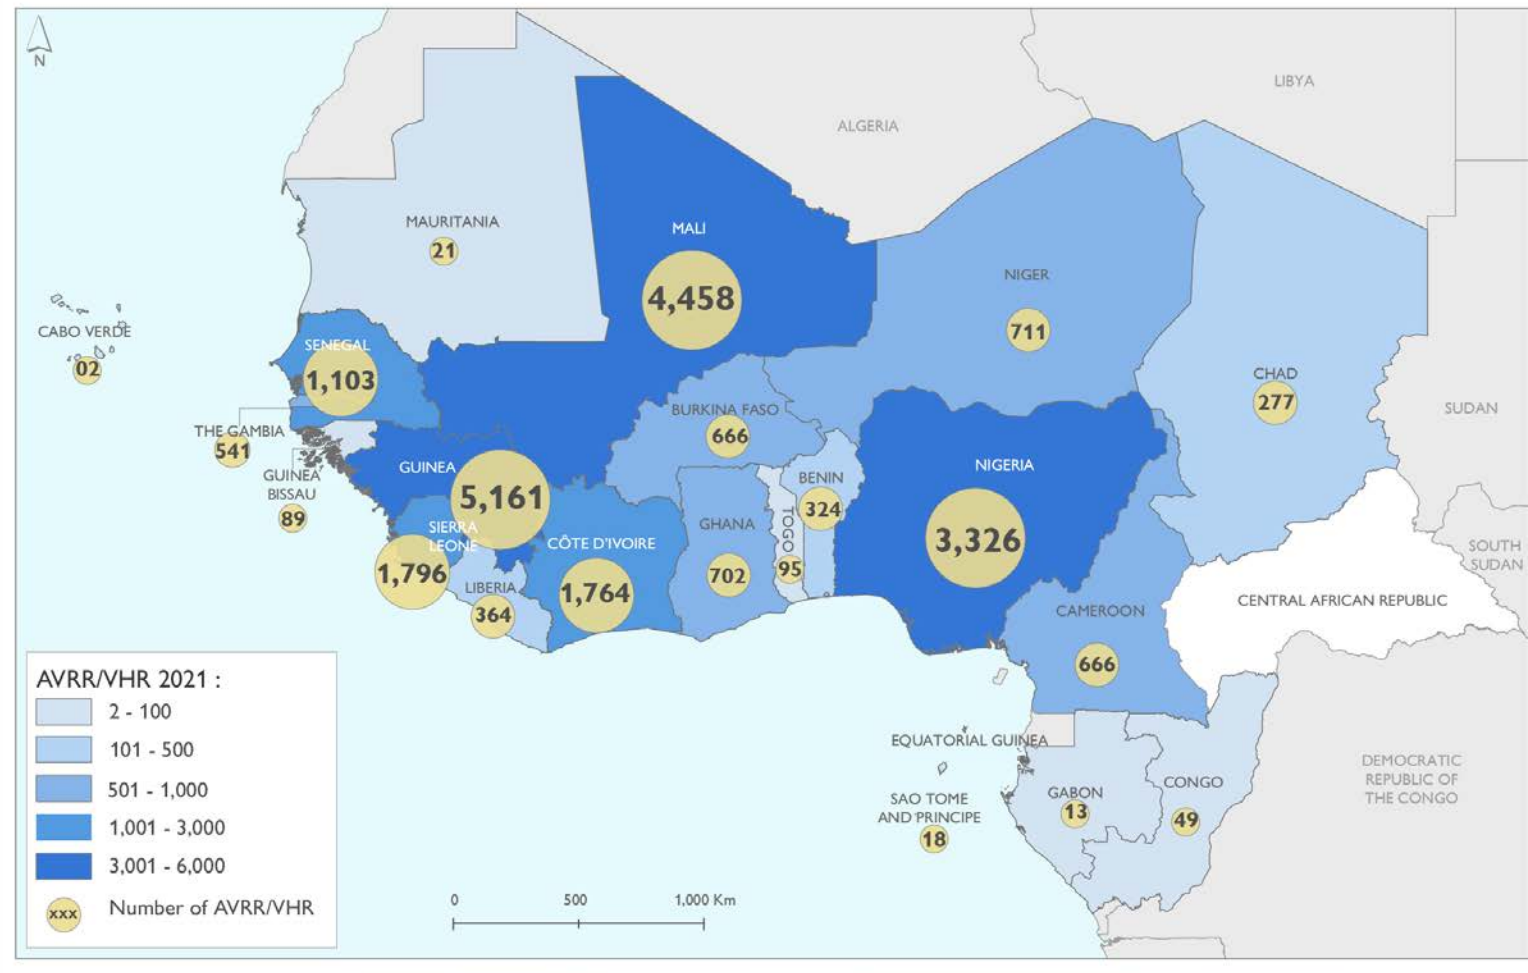 N
LIBYA
ALGERIA
MAURITANIA
21
MALI
4,458
NIGER
711
CABO VERDE
02
SENEGAL
1,103
CHAD
277
SUDAN
BURKINA FASO
666
THE GAMBIA
541
GUINEA
BISSAU
89
GUINEA
5,161
NIGERIA
3,326
BENIN
324
GHANA
702
TOGO
95
SIERRA
LEONE
1,796
CÔTE D'IVOIRE
1,764
LIBERIA
364
SOUTH
SUDAN
CENTRAL AFRICAN REPUBLIC
CAMEROON
666
EQUATORIAL GUINEA
GABON
13
CONGO
49
SAO TOME
AND PRINCIPE
18
DEMOCRATIC
REPUBLIC OF
THE CONGO
AVRR/VHR 2021 :
2 - 100
101 - 500
501 - 1,000
1,001 - 3,000
3,001 - 6,000
xxx Number of AVRR/VHR
0 500 1,000 Km